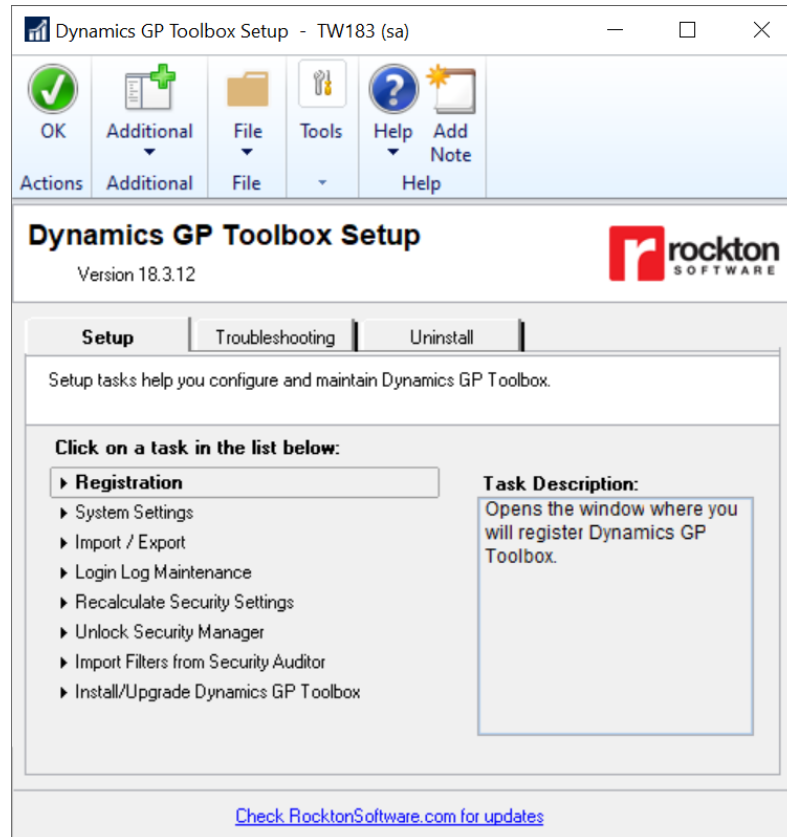 Dynamics GP Toolbox Setup - TW183 (sa)
OK
Additional
File
Tools
Help
Add Note
Actions
Additional
File
Help
Dynamics GP Toolbox Setup
Version 18.3.12
rockton
SOFTWARE
Setup
Troubleshooting
Uninstall
Setup tasks help you configure and maintain Dynamics GP Toolbox.
Click on a task in the list below:
Registration
System Settings
Import / Export
Login Log Maintenance
Recalculate Security Settings
Unlock Security Manager
Import Filters from Security Auditor
Install/Upgrade Dynamics GP Toolbox
Task Description:
Opens the window where you
will register Dynamics GP
Toolbox.
Check RocktonSoftware.com for updates